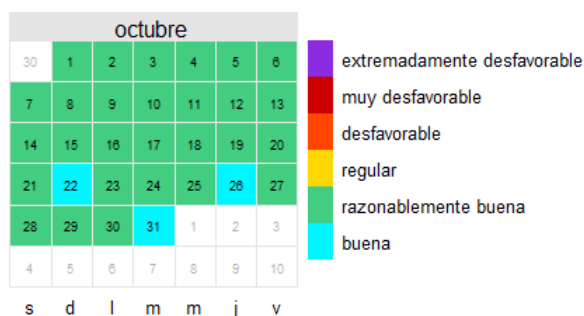 octubre
30 1 2 3 4 5 6
7 8 9 10 11 12 13
14 15 16 17 18 19 20
21 22 23 24 25 26 27
28 29 30 31 1 2 3
4 5 6 7 8 9 10
s d l m m j v
extremadamente desfavorable
muy desfavorable
desfavorable
regular
razonablemente buena
buena